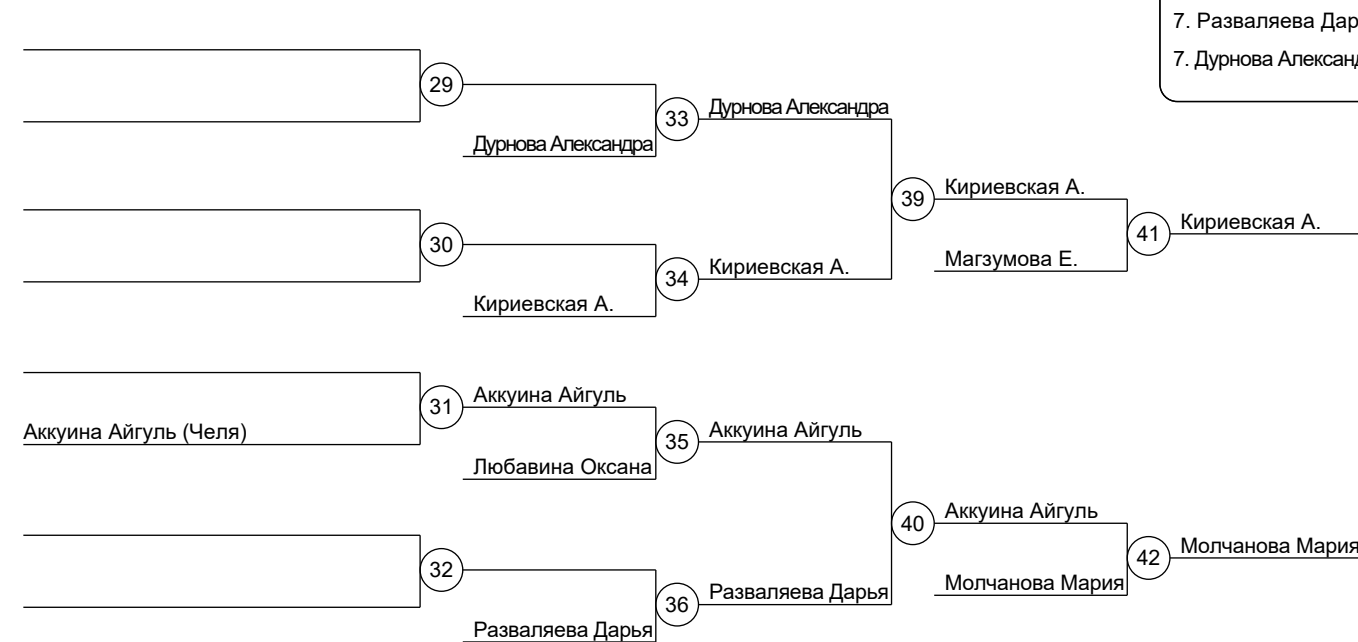 7. Разваляева Дар
7. Дурнова Александ
29
33
Дурнова Александра
Дурнова Александра
39
Кириевская А.
30
41
Кириевская А.
34
Кириевская А.
Магзумова Е.
Кириевская А.
31
Аккуина Айгуль
Аккуина Айгуль (Челя)
35
Аккуина Айгуль
Любавина Оксана
40
Аккуина Айгуль
32
42
Молчанова Мария
36
Разваляева Дарья
Молчанова Мария
Разваляева Дарья